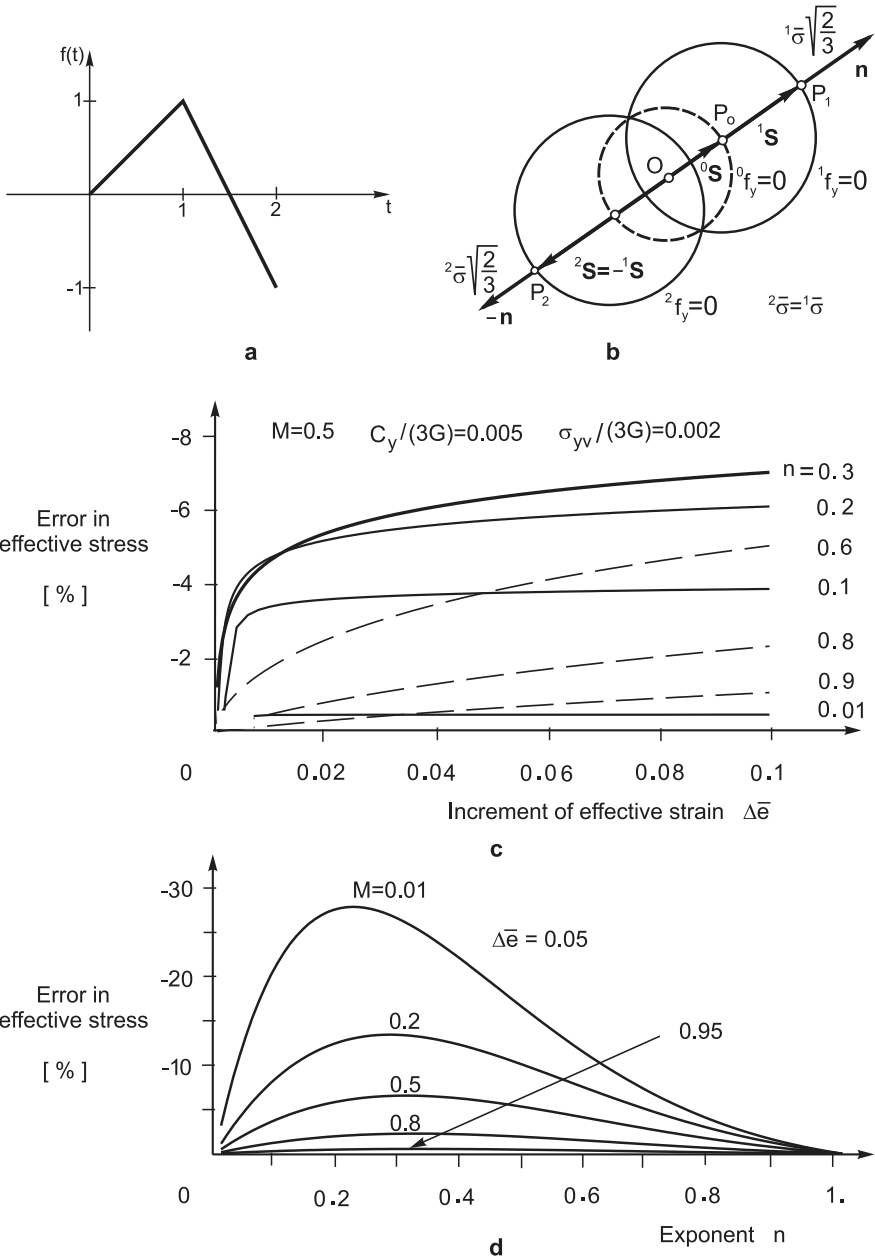 f(t)
1
1
2
t
-1
a
¹σ̄√(2/3)
n
P₁
Pₒ
¹S
O
⁰S
⁰f_y=0
¹f_y=0
²σ̄√(2/3)
²S=–¹S
P₂
–n
²f_y=0
²σ̄=¹σ̄
b
-8
M=0.5 C_y/(3G)=0.005 σ_yv/(3G)=0.002
n=0.3
Error in
effective stress
[ % ]
-6
0.2
0.6
-4
0.1
-2
0.8
0.9
0.01
0 0.02 0.04 0.06 0.08 0.1
Increment of effective strain Δē
c
-30
M=0.01
Δē = 0.05
Error in
effective stress
[ % ]
-20
0.2
0.95
-10
0.5
0.8
0 0.2 0.4 0.6 0.8 1.
Exponent n
d